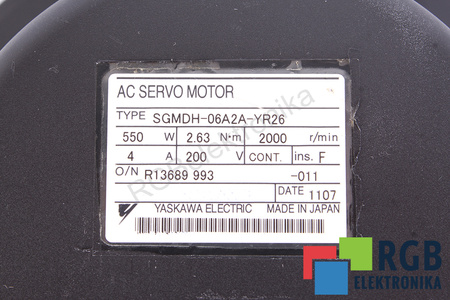 AC SERVO MOTOR
TYPE SGMDH-06A2A-YR26
550 W 2.63 N·m 2000 r/min
4 A 200 V CONT. ins. F
O/N R13689 993 -011
DATE 1107
YASKAWA ELECTRIC MADE IN JAPAN
RGBelektronika
RGB
ELEKTRONIKA